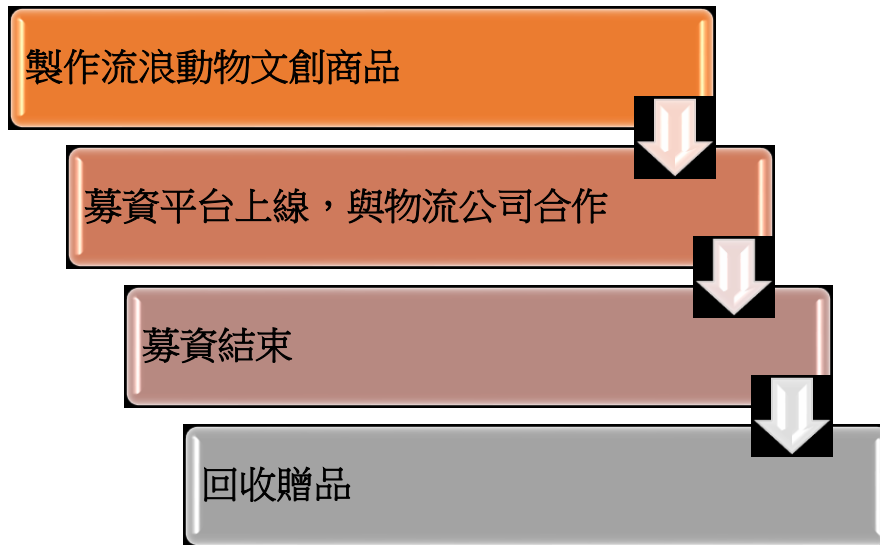 製作流浪動物文創商品
募資平台上線，與物流公司合作
募資結束
回收贈品